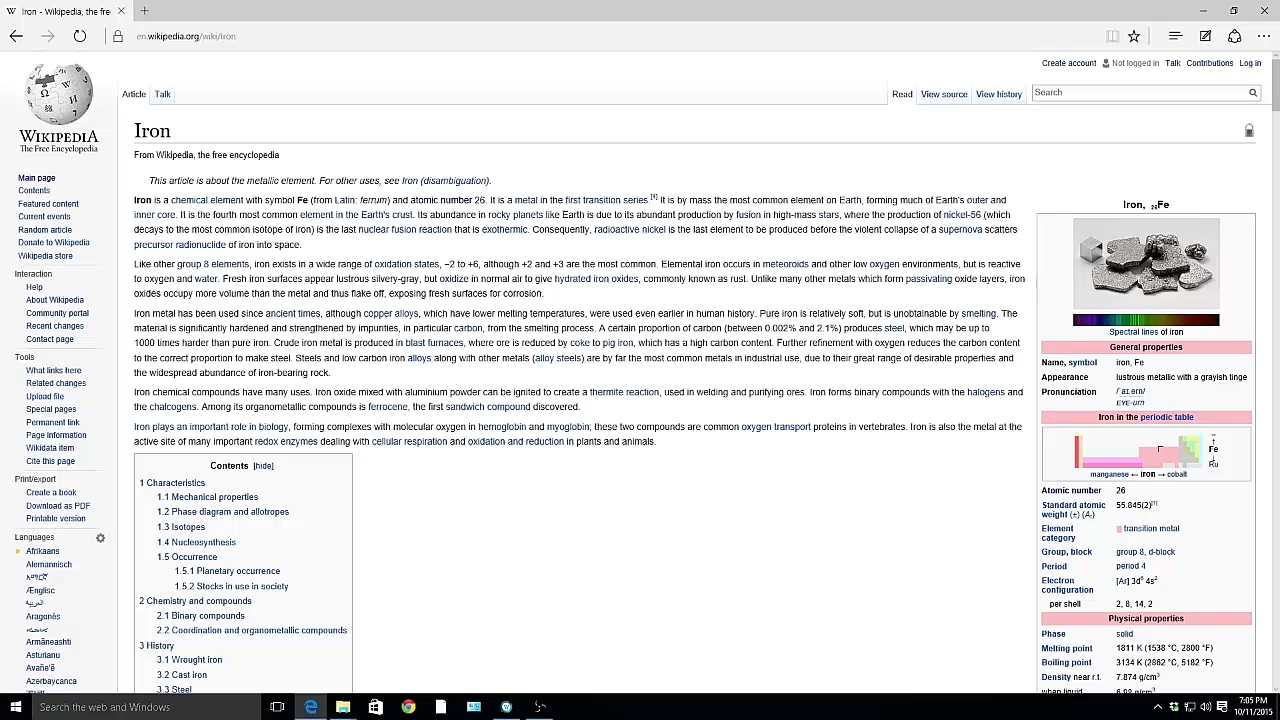 Iron - Wikipedia, the fre
en.wikipedia.org/wiki/Iron
Create account Not logged in Talk Contributions Log in
Article Talk Read View source View history Search
WIKIPEDIA
The Free Encyclopedia
Main page
Contents
Featured content
Current events
Random article
Donate to Wikipedia
Wikipedia store
Interaction
Help
About Wikipedia
Community portal
Recent changes
Contact page
Tools
What links here
Related changes
Upload file
Special pages
Permanent link
Page information
Wikidata item
Cite this page
Print/export
Create a book
Download as PDF
Printable version
Languages
Afrikaans
Alemannisch
አማርኛ
Ænglisc
العربية
Aragonés
Armãneashti
Asturianu
Azərbaycanca
Iron
From Wikipedia, the free encyclopedia
This article is about the metallic element. For other uses, see Iron (disambiguation).
Iron is a chemical element with symbol Fe (from Latin: ferrum) and atomic number 26. It is a metal in the first transition series.[4] It is by mass the most common element on Earth, forming much of Earth's outer and
inner core. It is the fourth most common element in the Earth's crust. Its abundance in rocky planets like Earth is due to its abundant production by fusion in high-mass stars, where the production of nickel-56 (which
decays to the most common isotope of iron) is the last nuclear fusion reaction that is exothermic. Consequently, radioactive nickel is the last element to be produced before the violent collapse of a supernova scatters
precursor radionuclide of iron into space.
Like other group 8 elements, iron exists in a wide range of oxidation states, −2 to +6, although +2 and +3 are the most common. Elemental iron occurs in meteoroids and other low oxygen environments, but is reactive
to oxygen and water. Fresh iron surfaces appear lustrous silvery-gray, but oxidize in normal air to give hydrated iron oxides, commonly known as rust. Unlike many other metals which form passivating oxide layers, iron
oxides occupy more volume than the metal and thus flake off, exposing fresh surfaces for corrosion.
Iron metal has been used since ancient times, although copper alloys, which have lower melting temperatures, were used even earlier in human history. Pure iron is relatively soft, but is unobtainable by smelting. The
material is significantly hardened and strengthened by impurities, in particular carbon, from the smelting process. A certain proportion of carbon (between 0.002% and 2.1%) produces steel, which may be up to
1000 times harder than pure iron. Crude iron metal is produced in blast furnaces, where ore is reduced by coke to pig iron, which has a high carbon content. Further refinement with oxygen reduces the carbon content
to the correct proportion to make steel. Steels and low carbon iron alloys along with other metals (alloy steels) are by far the most common metals in industrial use, due to their great range of desirable properties and
the widespread abundance of iron-bearing rock.
Iron chemical compounds have many uses. Iron oxide mixed with aluminum powder can be ignited to create a thermite reaction, used in welding and purifying ores. Iron forms binary compounds with the halogens and
the chalcogens. Among its organometallic compounds is ferrocene, the first sandwich compound discovered.
Iron plays an important role in biology, forming complexes with molecular oxygen in hemoglobin and myoglobin; these two compounds are common oxygen transport proteins in vertebrates. Iron is also the metal at the
active site of many important redox enzymes dealing with cellular respiration and oxidation and reduction in plants and animals.
Contents [hide]
1 Characteristics
1.1 Mechanical properties
1.2 Phase diagram and allotropes
1.3 Isotopes
1.4 Nucleosynthesis
1.5 Occurrence
1.5.1 Planetary occurrence
1.5.2 Stocks in use in society
2 Chemistry and compounds
2.1 Binary compounds
2.2 Coordination and organometallic compounds
3 History
3.1 Wrought iron
3.2 Cast iron
3.3 Steel
Iron, 26Fe
Spectral lines of iron
General properties
Name, symbol iron, Fe
Appearance lustrous metallic with a grayish tinge
Pronunciation /ˈaɪ.ərn/
EYE-urn
Iron in the periodic table
Fe
Ru
manganese ← iron → cobalt
Atomic number 26
Standard atomic 55.845(2)[1]
weight (±) (Ar)
Element transition metal
category
Group, block group 8, d-block
Period period 4
Electron [Ar] 3d6 4s2
configuration
per shell 2, 8, 14, 2
Physical properties
Phase solid
Melting point 1811 K (1538 °C, 2800 °F)
Boiling point 3134 K (2862 °C, 5182 °F)
Density near r.t. 7.874 g/cm3
when liquid 6.98 g/cm3
Search the web and Windows
7:05 PM
10/11/2015